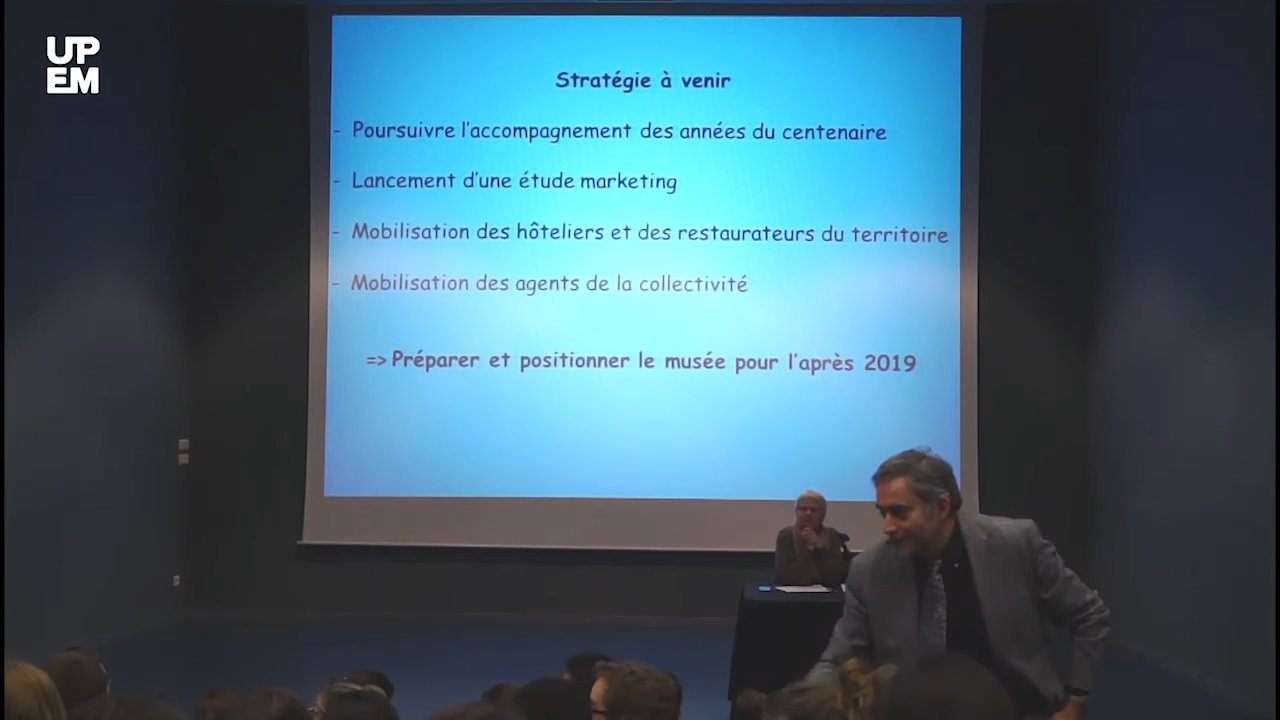 UP
EM
Stratégie à venir
- Poursuivre l'accompagnement des années du centenaire
- Lancement d'une étude marketing
- Mobilisation des hôteliers et des restaurateurs du territoire
- Mobilisation des agents de la collectivité
=> Préparer et positionner le musée pour l'après 2019